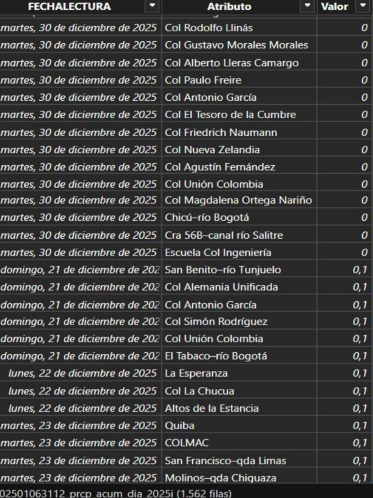 FECHALECTURA Atributo Valor
martes, 30 de diciembre de 2025 Col Rodolfo Llinás 0
martes, 30 de diciembre de 2025 Col Gustavo Morales Morales 0
martes, 30 de diciembre de 2025 Col Alberto Lleras Camargo 0
martes, 30 de diciembre de 2025 Col Paulo Freire 0
martes, 30 de diciembre de 2025 Col Antonio García 0
martes, 30 de diciembre de 2025 Col El Tesoro de la Cumbre 0
martes, 30 de diciembre de 2025 Col Friedrich Naumann 0
martes, 30 de diciembre de 2025 Col Nueva Zelandia 0
martes, 30 de diciembre de 2025 Col Agustín Fernández 0
martes, 30 de diciembre de 2025 Col Unión Colombia 0
martes, 30 de diciembre de 2025 Col Magdalena Ortega Nariño 0
martes, 30 de diciembre de 2025 Chicú–río Bogotá 0
martes, 30 de diciembre de 2025 Cra 56B–canal río Salitre 0
martes, 30 de diciembre de 2025 Escuela Col Ingeniería 0
domingo, 21 de diciembre de 202 San Benito–río Tunjuelo 0,1
domingo, 21 de diciembre de 202 Col Alemania Unificada 0,1
domingo, 21 de diciembre de 202 Col Antonio García 0,1
domingo, 21 de diciembre de 202 Col Simón Rodríguez 0,1
domingo, 21 de diciembre de 202 Col Unión Colombia 0,1
domingo, 21 de diciembre de 202 El Tabaco–río Bogotá 0,1
lunes, 22 de diciembre de 2025 La Esperanza 0,1
lunes, 22 de diciembre de 2025 Col La Chucua 0,1
lunes, 22 de diciembre de 2025 Altos de la Estancia 0,1
martes, 23 de diciembre de 2025 Quiba 0,1
martes, 23 de diciembre de 2025 COLMAC 0,1
martes, 23 de diciembre de 2025 San Francisco–qda Limas 0,1
martes, 23 de diciembre de 2025 Molinos–qda Chiguaza 0,1
02501063112_prcp_acum_dia_2025i (1.562 filas)